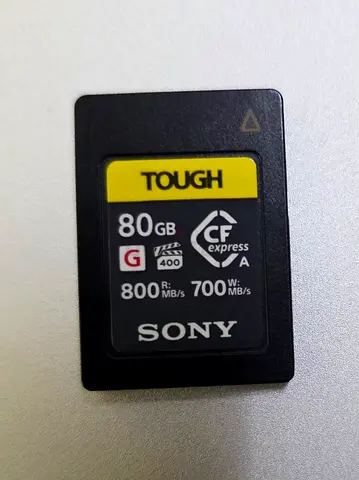 TOUGH
80GB
CF
express
A
G 400
800 R: MB/s 700 W: MB/s
SONY